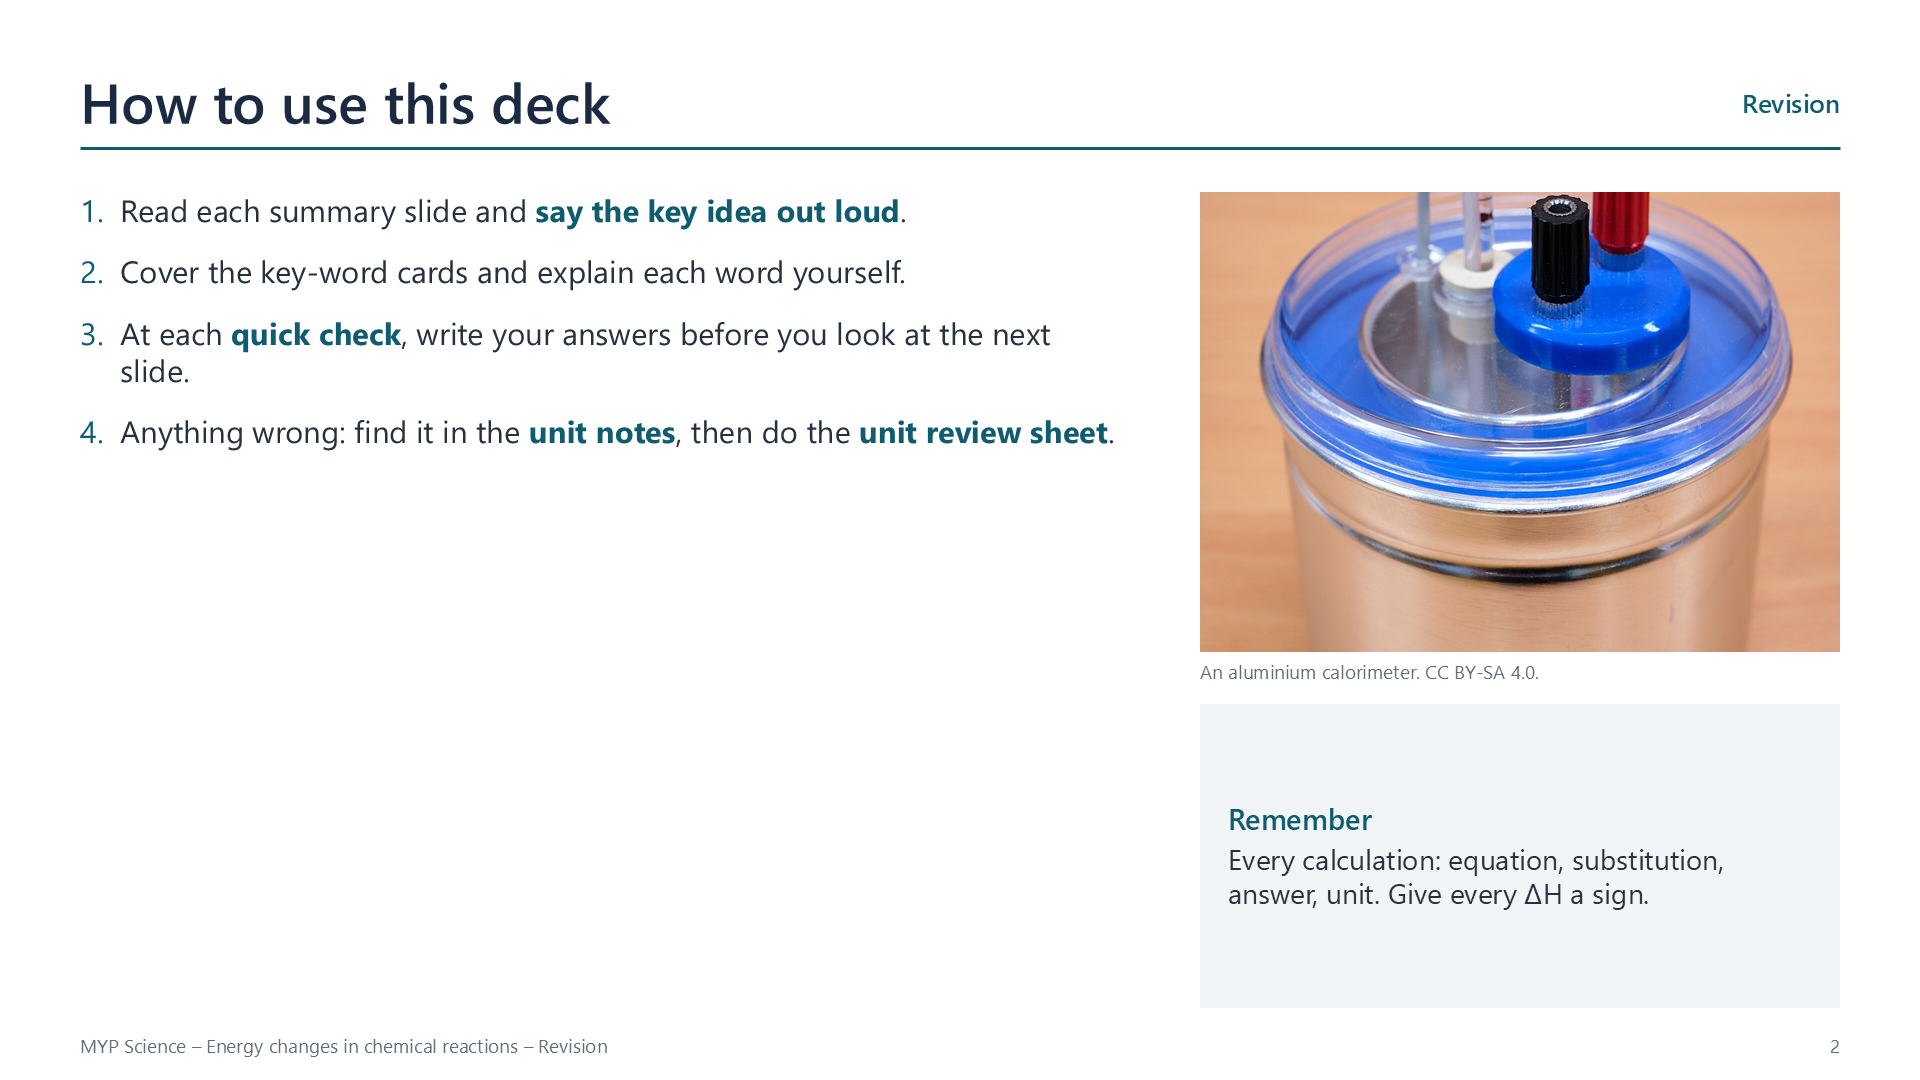 How to use this deck
Revision
1. Read each summary slide and say the key idea out loud.
2. Cover the key-word cards and explain each word yourself.
3. At each quick check, write your answers before you look at the next
slide.
4. Anything wrong: find it in the unit notes, then do the unit review sheet.
An aluminium calorimeter. CC BY-SA 4.0.
Remember
Every calculation: equation, substitution,
answer, unit. Give every ΔH a sign.
MYP Science – Energy changes in chemical reactions – Revision
2